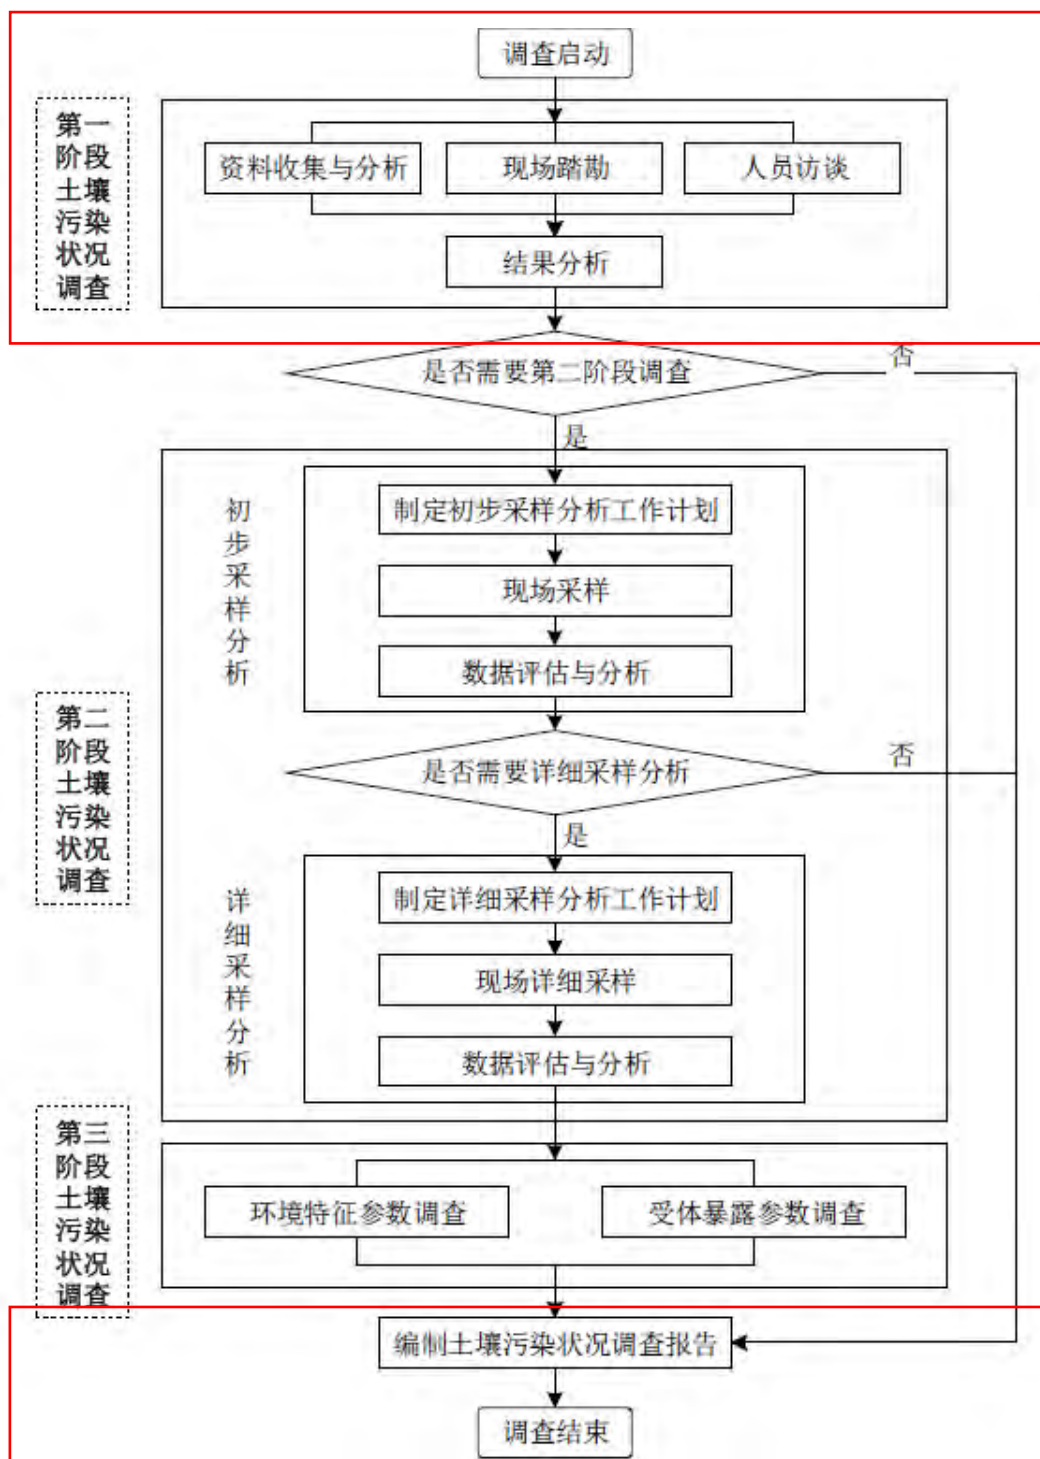 调查启动
第一
阶段
土壤
污染
状况
调查
资料收集与分析
现场踏勘
人员访谈
结果分析
是否需要第二阶段调查
否
是
初步采样分析
制定初步采样分析工作计划
现场采样
数据评估与分析
第二
阶段
土壤
污染
状况
调查
是否需要详细采样分析
否
是
详细采样分析
制定详细采样分析工作计划
现场详细采样
数据评估与分析
第三
阶段
土壤
污染
状况
调查
环境特征参数调查
受体暴露参数调查
编制土壤污染状况调查报告
调查结束